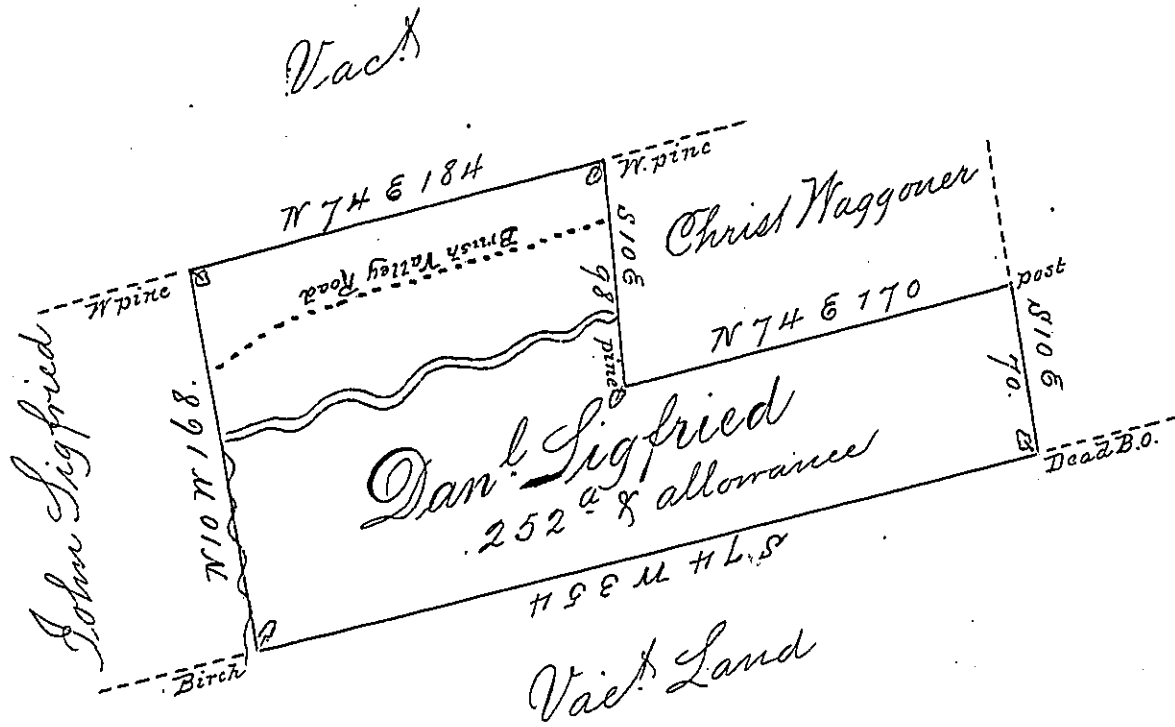 Vac.t
N 74 E 184
W. pine
Christ Waggoner
S 10 E
98
Brush Valley
Road
W. pine
post
N 74 E 170
S 10 E
70.
pine
John Sigfried
N 10 W 168.
Dan.l Sigfried
252 a & allowance
Dead B.O.
S 74 W 354
Birch
Vac.t Land